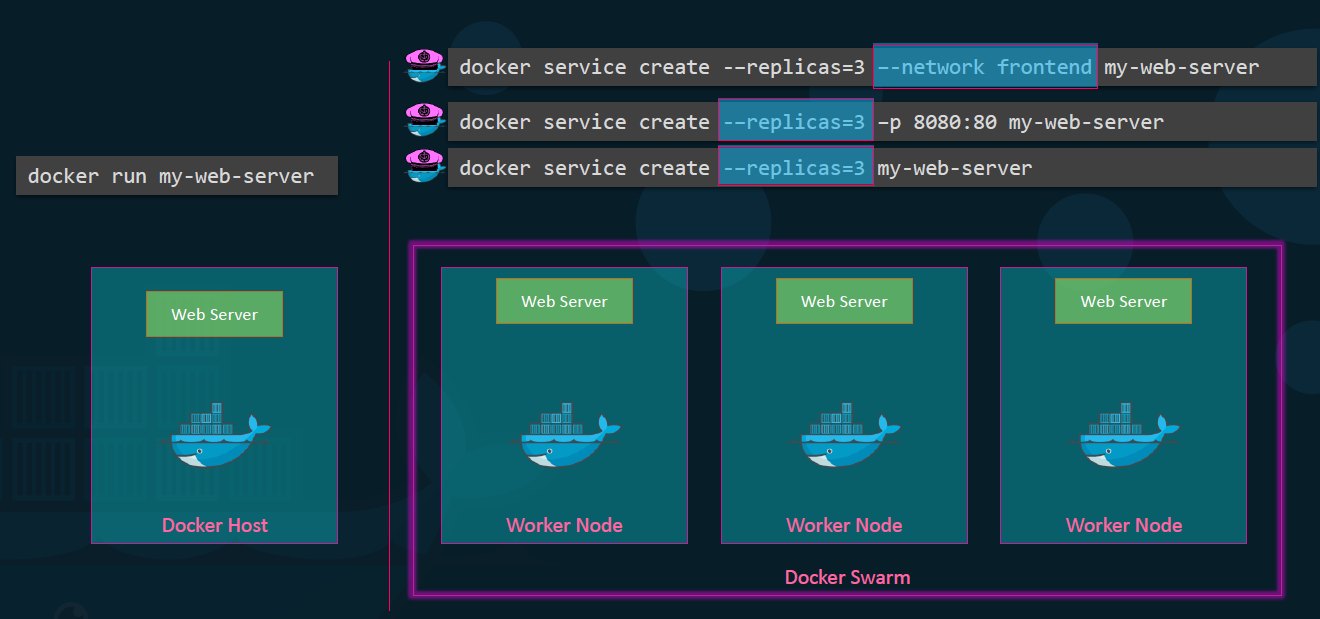 docker run my-web-server
docker service create --replicas=3 --network frontend my-web-server
docker service create --replicas=3 –p 8080:80 my-web-server
docker service create --replicas=3 my-web-server
Web Server
Docker Host
Web Server
Web Server
Web Server
Worker Node
Worker Node
Worker Node
Docker Swarm